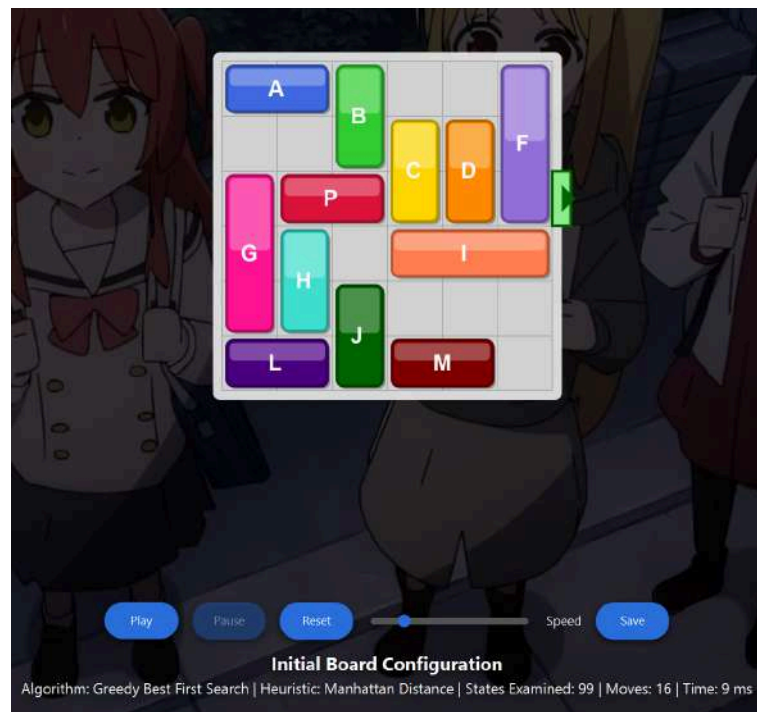 A
B
F
C
D
P
G
H
I
J
L
M
Play
Pause
Reset
Speed
Save
Initial Board Configuration
Algorithm: Greedy Best First Search | Heuristic: Manhattan Distance | States Examined: 99 | Moves: 16 | Time: 9 ms